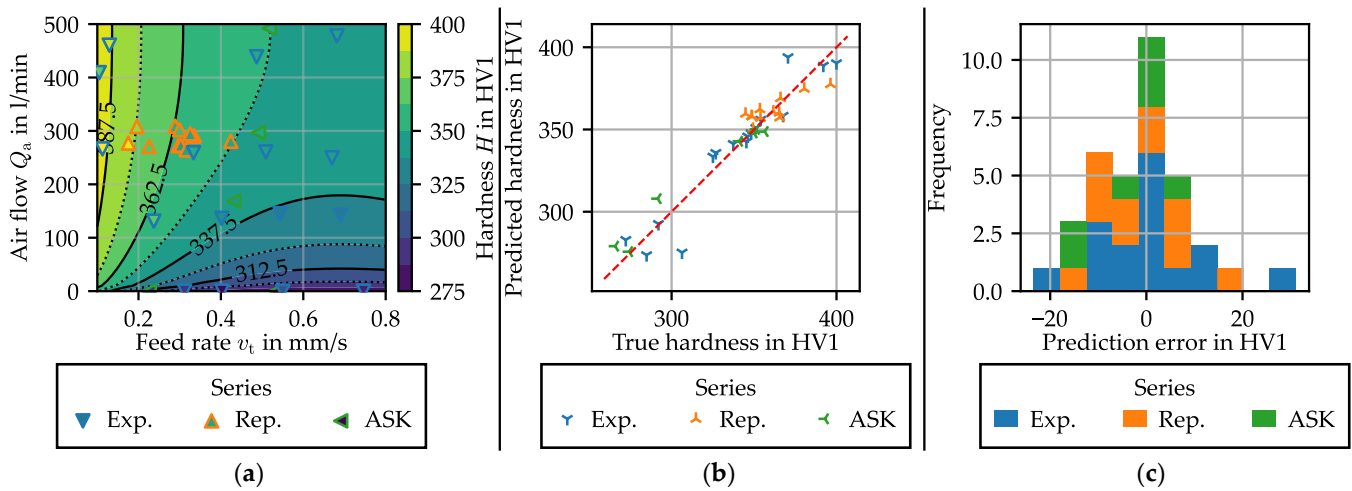 500
400
300
200
100
0
Air flow Qa in l/min
0.2
0.4
0.6
0.8
Feed rate vt in mm/s
387.5
362.5
337.5
312.5
400
375
350
325
300
275
Hardness H in HV1
Series
Exp.
Rep.
ASK
(a)
Predicted hardness in HV1
400
350
300
300
400
True hardness in HV1
Series
Exp.
Rep.
ASK
(b)
Frequency
10.0
7.5
5.0
2.5
0.0
−20
0
20
Prediction error in HV1
Series
Exp.
Rep.
ASK
(c)